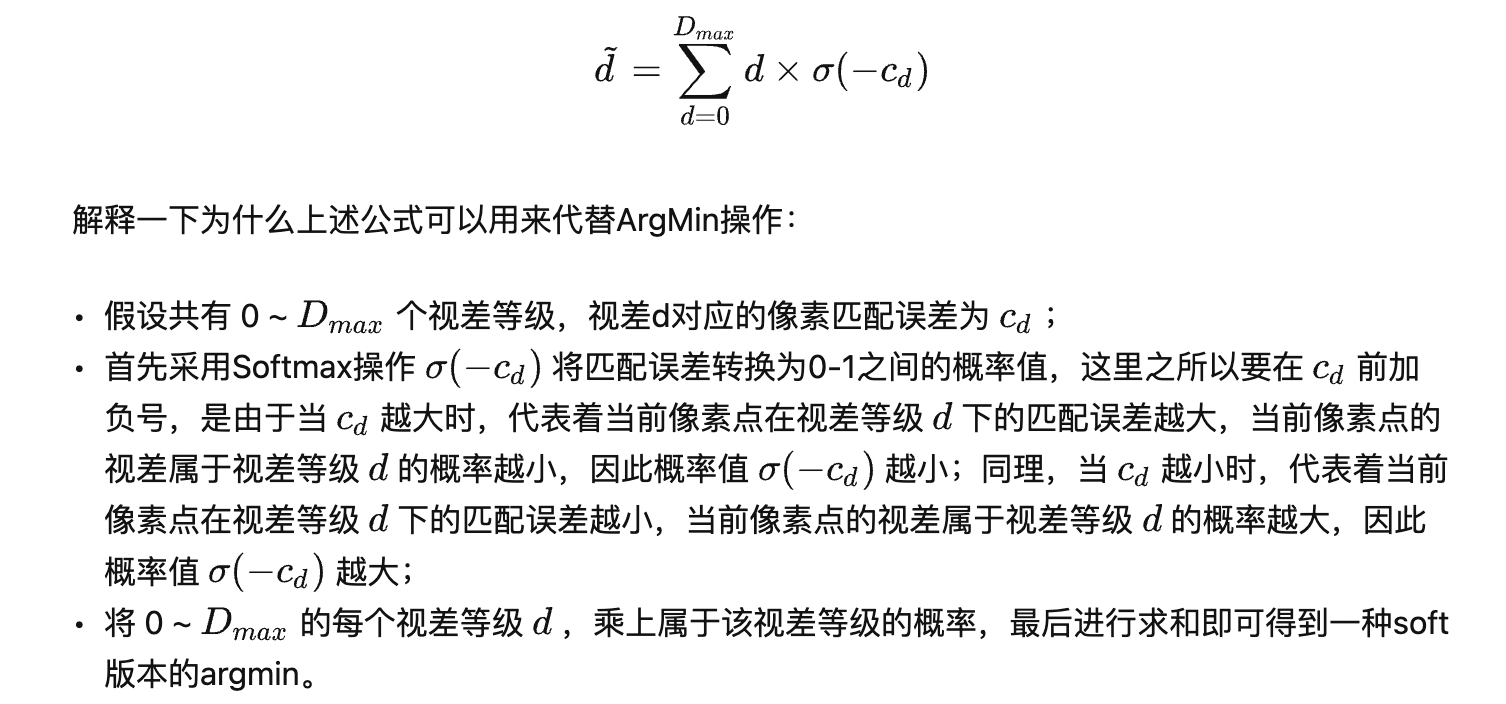 $$\tilde{d} = \sum_{d=0}^{D_{max}} d \times \sigma(-c_d)$$
解释一下为什么上述公式可以用来代替ArgMin操作：
• 假设共有 0 ~ $D_{max}$ 个视差等级，视差d对应的像素匹配误差为 $c_d$ ；
• 首先采用Softmax操作 $\sigma(-c_d)$ 将匹配误差转换为0-1之间的概率值，这里之所以要在 $c_d$ 前加
负号，是由于当 $c_d$ 越大时，代表着当前像素点在视差等级 $d$ 下的匹配误差越大，当前像素点的
视差属于视差等级 $d$ 的概率越小，因此概率值 $\sigma(-c_d)$ 越小；同理，当 $c_d$ 越小时，代表着当前
像素点在视差等级 $d$ 下的匹配误差越小，当前像素点的视差属于视差等级 $d$ 的概率越大，因此
概率值 $\sigma(-c_d)$ 越大；
• 将 0 ~ $D_{max}$ 的每个视差等级 $d$ ，乘上属于该视差等级的概率，最后进行求和即可得到一种soft
版本的argmin。